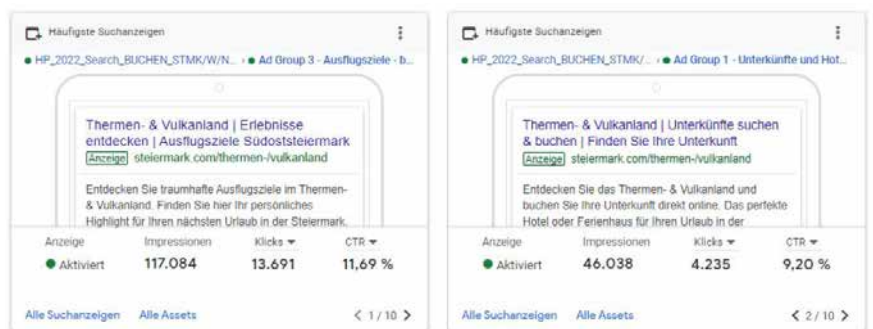 Häufigste Suchanzeigen
HP_2022_Search_BUCHEN_STMK/W/N... › Ad Group 3 - Ausflugsziele - b...
Thermen- & Vulkanland | Erlebnisse
entdecken | Ausflugsziele Südoststeiermark
Anzeige steiermark.com/thermen-/vulkanland
Entdecken Sie traumhafte Ausflugsziele im Thermen-
& Vulkanland. Finden Sie hier Ihr persönliches
Highlight für Ihren nächsten Urlaub in der Steiermark.
Anzeige Impressionen Klicks CTR
Aktiviert 117.084 13.691 11,69 %
Alle Suchanzeigen Alle Assets < 1 / 10 >
Häufigste Suchanzeigen
HP_2022_Search_BUCHEN_STMK/... › Ad Group 1 - Unterkünfte und Hot...
Thermen- & Vulkanland | Unterkünfte suchen
& buchen | Finden Sie Ihre Unterkunft
Anzeige steiermark.com/thermen-/vulkanland
Entdecken Sie das Thermen- & Vulkanland und
buchen Sie Ihre Unterkunft direkt online. Das perfekte
Hotel oder Ferienhaus für Ihren Urlaub in der
Anzeige Impressionen Klicks CTR
Aktiviert 46.038 4.235 9,20 %
Alle Suchanzeigen Alle Assets < 2 / 10 >